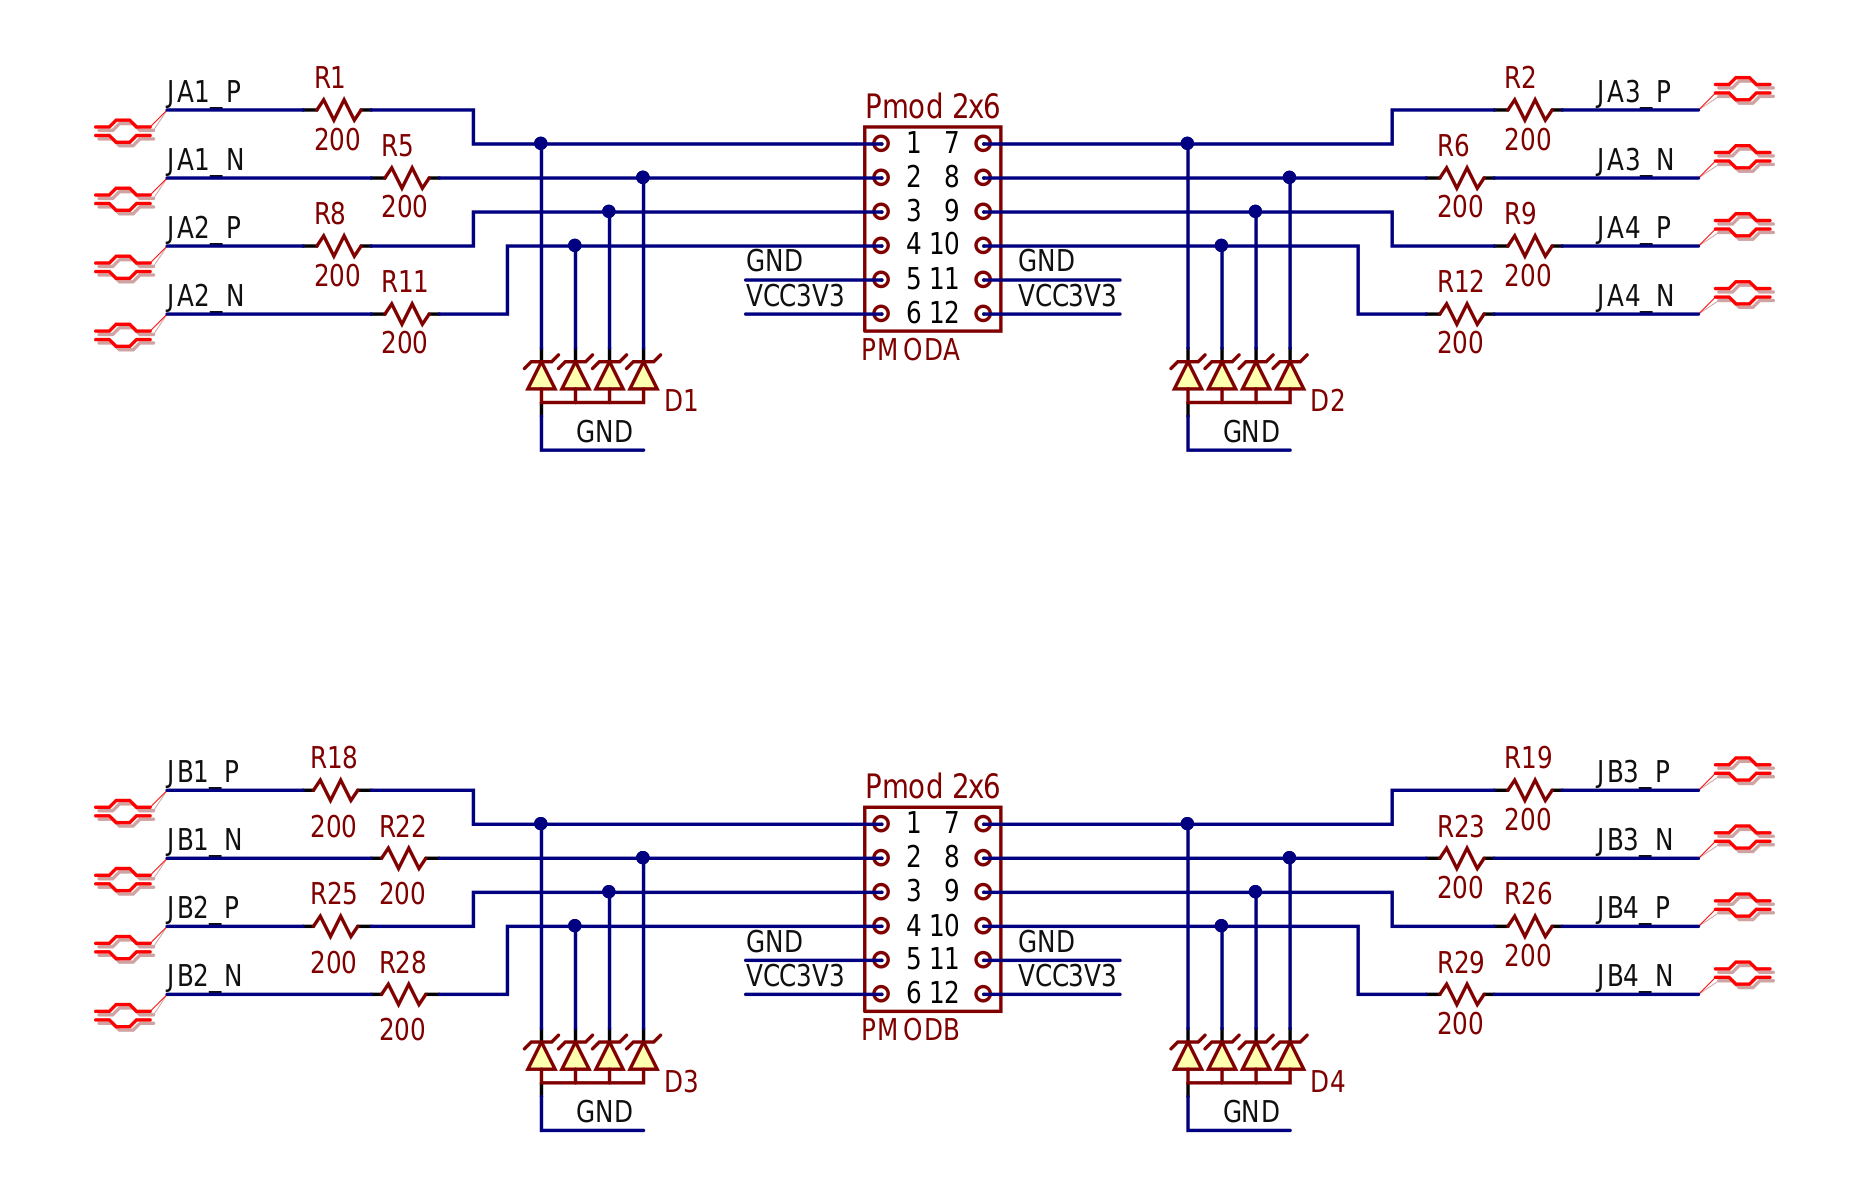 JA1_P R1 200
JA1_N R5 200
JA2_P R8 200
JA2_N R11 200
Pmod 2x6
1 7
2 8
3 9
4 10
GND 5 11 GND
VCC3V3 6 12 VCC3V3
PMODA
R2 200 JA3_P
R6 200 JA3_N
R9 200 JA4_P
R12 200 JA4_N
D1
GND
D2
GND
JB1_P R18 200
JB1_N R22 200
JB2_P R25 200
JB2_N R28 200
Pmod 2x6
1 7
2 8
3 9
4 10
GND 5 11 GND
VCC3V3 6 12 VCC3V3
PMODB
R19 200 JB3_P
R23 200 JB3_N
R26 200 JB4_P
R29 200 JB4_N
D3
GND
D4
GND